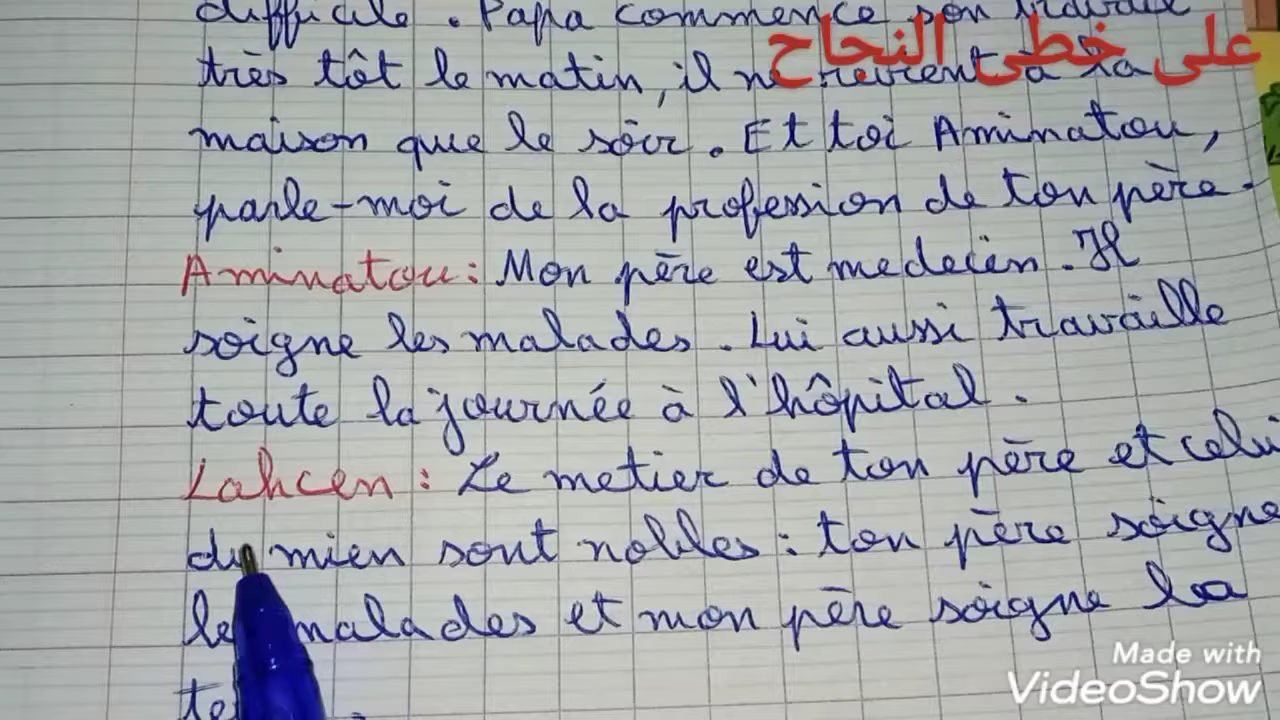 difficile. Papa commence son travail
على خطى النجاح
très tôt le matin, il ne revient à la
maison que le soir. Et toi Aminatou,
parle-moi de la profession de ton père.
Aminatou: Mon père est medecin. Il
soigne les malades. Lui aussi travaille
toute la journée à l'hôpital.
Lahcen: Le metier de ton père et celui
du mien sont nobles: ton père soigne
le malades et mon père soigne la
te
Made with
VideoShow